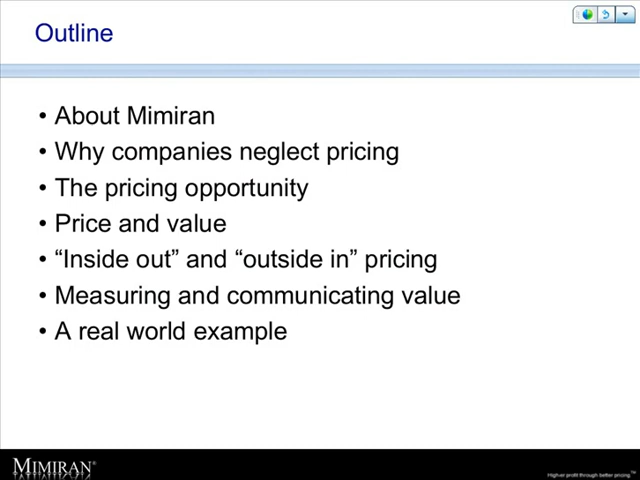 Outline
• About Mimiran
• Why companies neglect pricing
• The pricing opportunity
• Price and value
• “Inside out” and “outside in” pricing
• Measuring and communicating value
• A real world example
MIMIRAN®
Higher profit through better pricing™